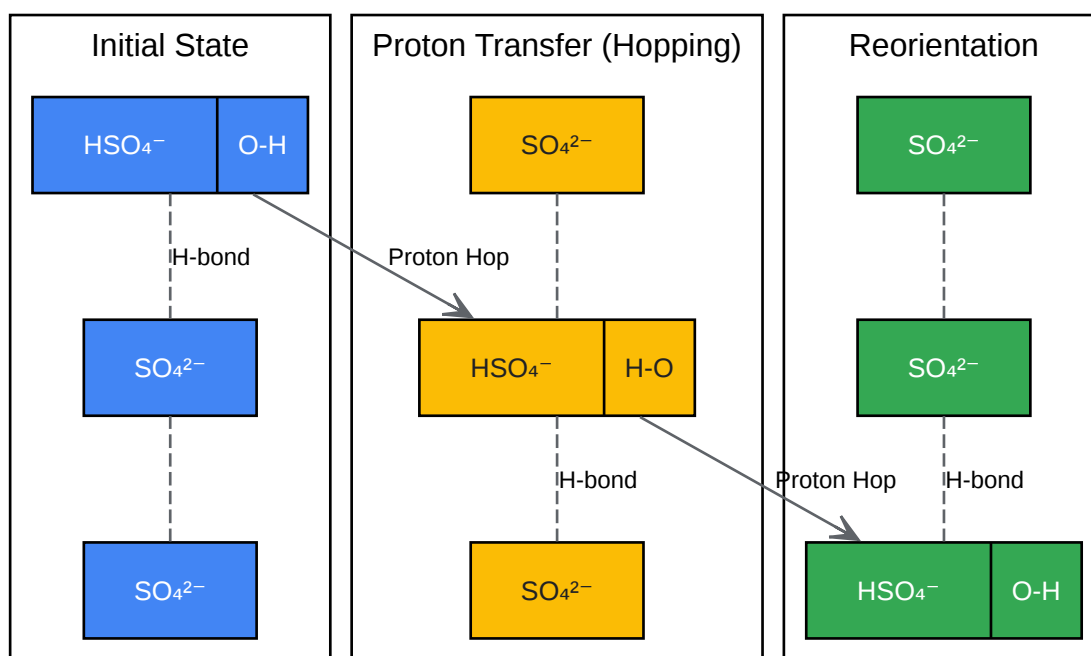 Initial State
HSO₄⁻ O-H
H-bond
SO₄²⁻
SO₄²⁻
Proton Transfer (Hopping)
SO₄²⁻
Proton Hop
HSO₄⁻ H-O
H-bond
SO₄²⁻
Reorientation
SO₄²⁻
SO₄²⁻
Proton Hop
H-bond
HSO₄⁻ O-H